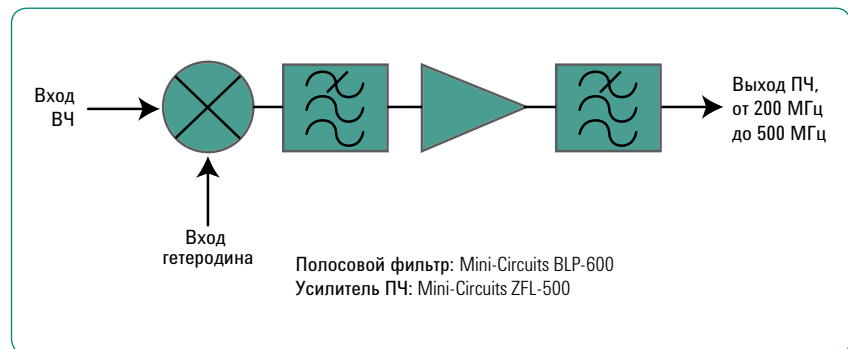 Вход
ВЧ
Выход ПЧ,
от 200 МГц
до 500 МГц
Вход
гетеродина
Полосовой фильтр: Mini-Circuits BLP-600
Усилитель ПЧ: Mini-Circuits ZFL-500